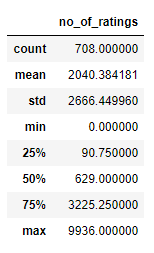 no_of_ratings
count 708.000000
mean 2040.384181
std 2666.449960
min 0.000000
25% 90.750000
50% 629.000000
75% 3225.250000
max 9936.000000